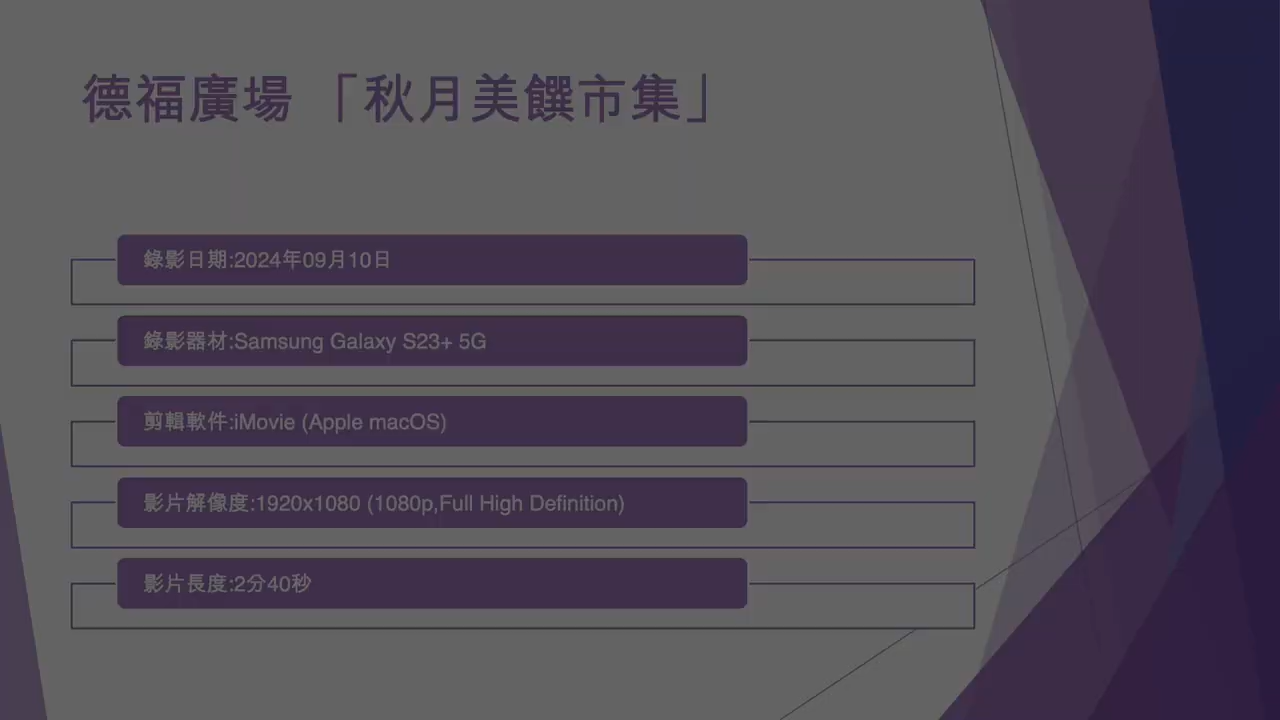 德福廣場 「秋月美饌市集」
錄影日期:2024年09月10日
錄影器材:Samsung Galaxy S23+ 5G
剪輯軟件:iMovie (Apple macOS)
影片解像度:1920x1080 (1080p,Full High Definition)
影片長度:2分40秒